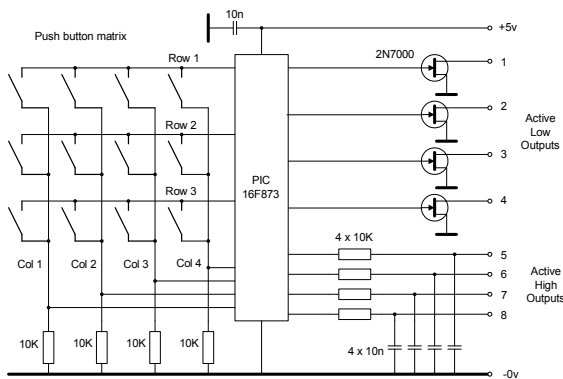 10n
+5v
Push button matrix
Row 1
2N7000
1
2
Row 2
Active
Low
Outputs
3
PIC
16F873
Row 3
4
4 x 10K
5
Col 1
Col 2
Col 3
Col 4
6
Active
High
Outputs
7
8
10K
10K
10K
10K
4 x 10n
-0v